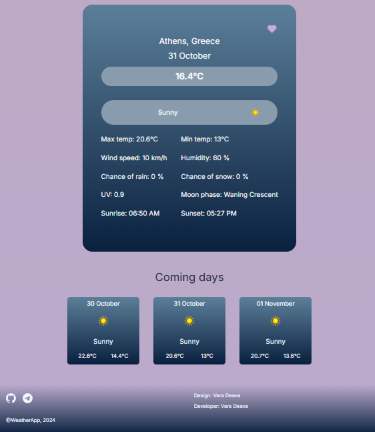 Athens, Greece
31 October
16.4°C
Sunny
Max temp: 20.6°C Min temp: 13°C
Wind speed: 10 km/h Humidity: 60 %
Chance of rain: 0 % Chance of snow: 0 %
UV: 0.9 Moon phase: Waning Crescent
Sunrise: 06:50 AM Sunset: 05:27 PM
Coming days
30 October 31 October 01 November
Sunny Sunny Sunny
22.6°C 14.4°C 20.6°C 13°C 20.7°C 13.6°C
Design: Vero Deeva
Developer: Vero Deeva
©WeatherApp, 2024